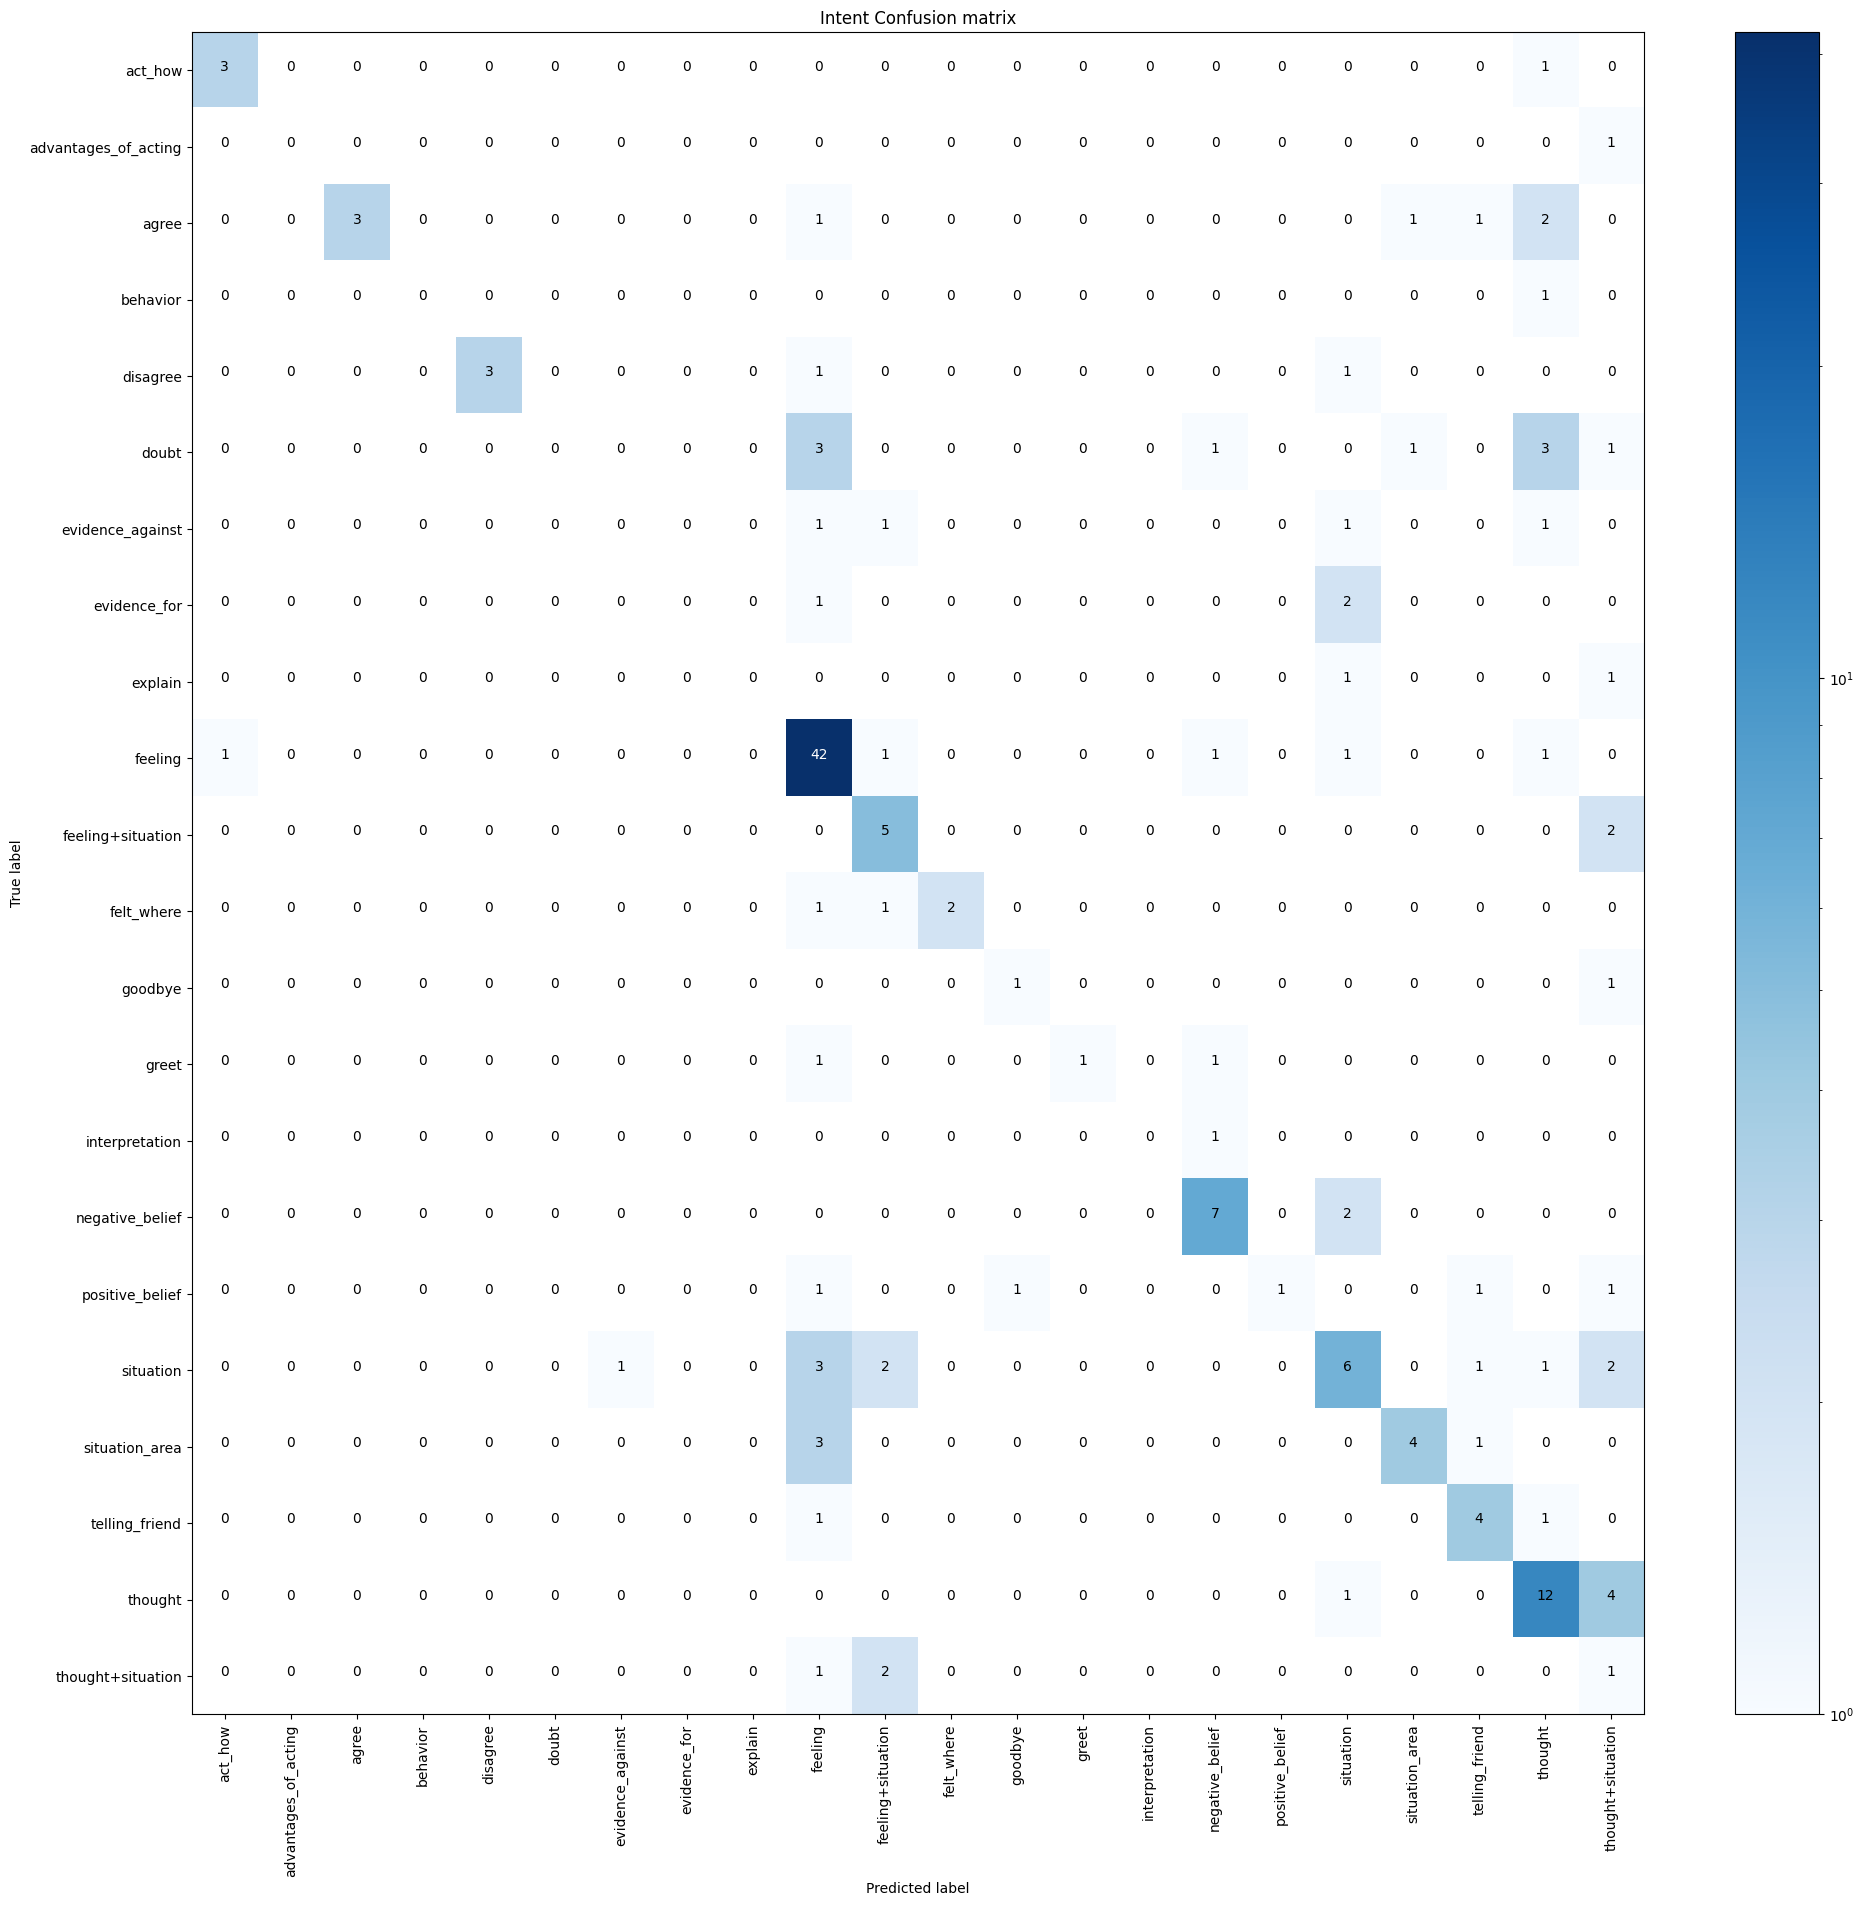 Intent Confusion matrix
act_how 3 0 0 0 0 0 0 0 0 0 0 0 0 0 0 0 0 0 0 0 1 0
advantages_of_acting 0 0 0 0 0 0 0 0 0 0 0 0 0 0 0 0 0 0 0 0 0 1
agree 0 0 3 0 0 0 0 0 0 1 0 0 0 0 0 0 0 0 1 1 2 0
behavior 0 0 0 0 0 0 0 0 0 0 0 0 0 0 0 0 0 0 0 0 1 0
disagree 0 0 0 0 3 0 0 0 0 1 0 0 0 0 0 0 0 1 0 0 0 0
doubt 0 0 0 0 0 0 0 0 0 3 0 0 0 0 0 1 0 0 1 0 3 1
evidence_against 0 0 0 0 0 0 0 0 0 1 1 0 0 0 0 0 0 1 0 0 1 0
evidence_for 0 0 0 0 0 0 0 0 0 1 0 0 0 0 0 0 0 2 0 0 0 0
explain 0 0 0 0 0 0 0 0 0 0 0 0 0 0 0 0 0 1 0 0 0 1
feeling 1 0 0 0 0 0 0 0 0 42 1 0 0 0 0 1 0 1 0 0 1 0
feeling+situation 0 0 0 0 0 0 0 0 0 0 5 0 0 0 0 0 0 0 0 0 0 2
felt_where 0 0 0 0 0 0 0 0 0 1 1 2 0 0 0 0 0 0 0 0 0 0
goodbye 0 0 0 0 0 0 0 0 0 0 0 0 1 0 0 0 0 0 0 0 0 1
greet 0 0 0 0 0 0 0 0 0 1 0 0 0 1 0 1 0 0 0 0 0 0
interpretation 0 0 0 0 0 0 0 0 0 0 0 0 0 0 0 1 0 0 0 0 0 0
negative_belief 0 0 0 0 0 0 0 0 0 0 0 0 0 0 0 7 0 2 0 0 0 0
positive_belief 0 0 0 0 0 0 0 0 0 1 0 0 1 0 0 0 1 0 0 1 0 1
situation 0 0 0 0 0 0 1 0 0 3 2 0 0 0 0 0 0 6 0 1 1 2
situation_area 0 0 0 0 0 0 0 0 0 3 0 0 0 0 0 0 0 0 4 1 0 0
telling_friend 0 0 0 0 0 0 0 0 0 1 0 0 0 0 0 0 0 0 0 4 1 0
thought 0 0 0 0 0 0 0 0 0 0 0 0 0 0 0 0 0 1 0 0 12 4
thought+situation 0 0 0 0 0 0 0 0 0 1 2 0 0 0 0 0 0 0 0 0 0 1
True label
act_how
advantages_of_acting
agree
behavior
disagree
doubt
evidence_against
evidence_for
explain
feeling
feeling+situation
felt_where
goodbye
greet
interpretation
negative_belief
positive_belief
situation
situation_area
telling_friend
thought
thought+situation
Predicted label
10¹
10⁰